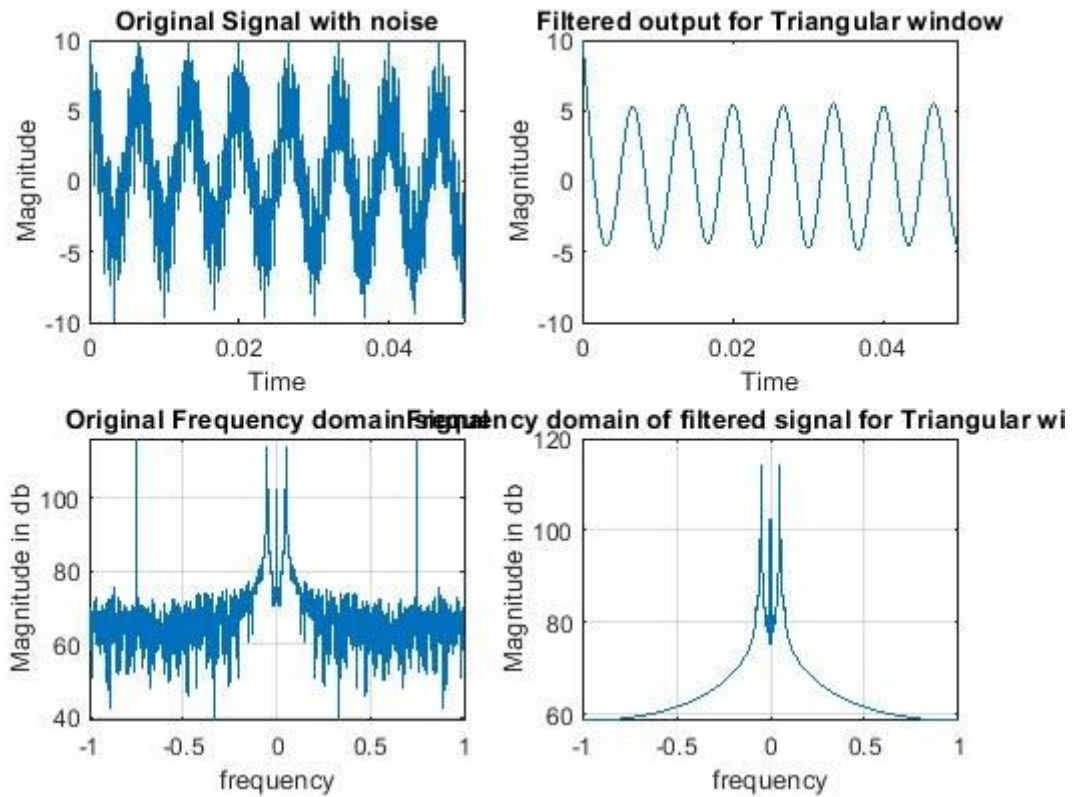 Original Signal with noise
Magnitude
10
5
0
-5
-10
0
0.02
0.04
Time
Filtered output for Triangular window
Magnitude
10
5
0
-5
-10
0
0.02
0.04
Time
Original Frequency domain signal
Magnitude in db
100
80
60
40
-1
-0.5
0
0.5
1
frequency
Frequency domain of filtered signal for Triangular wi
Magnitude in db
120
100
80
60
-1
-0.5
0
0.5
1
frequency